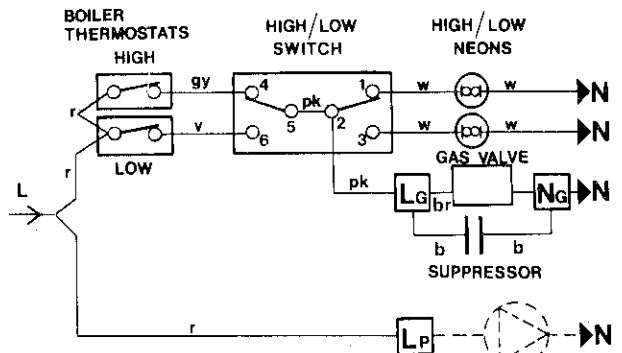 BOILER
THERMOSTATS
HIGH
HIGH/LOW
SWITCH
HIGH/LOW
NEONS
gy
4
1
w
w
N
r
pk
5
2
v
6
3
w
w
N
LOW
GAS VALVE
r
pk
LG
br
NG
N
L
b
b
SUPPRESSOR
r
LP
N